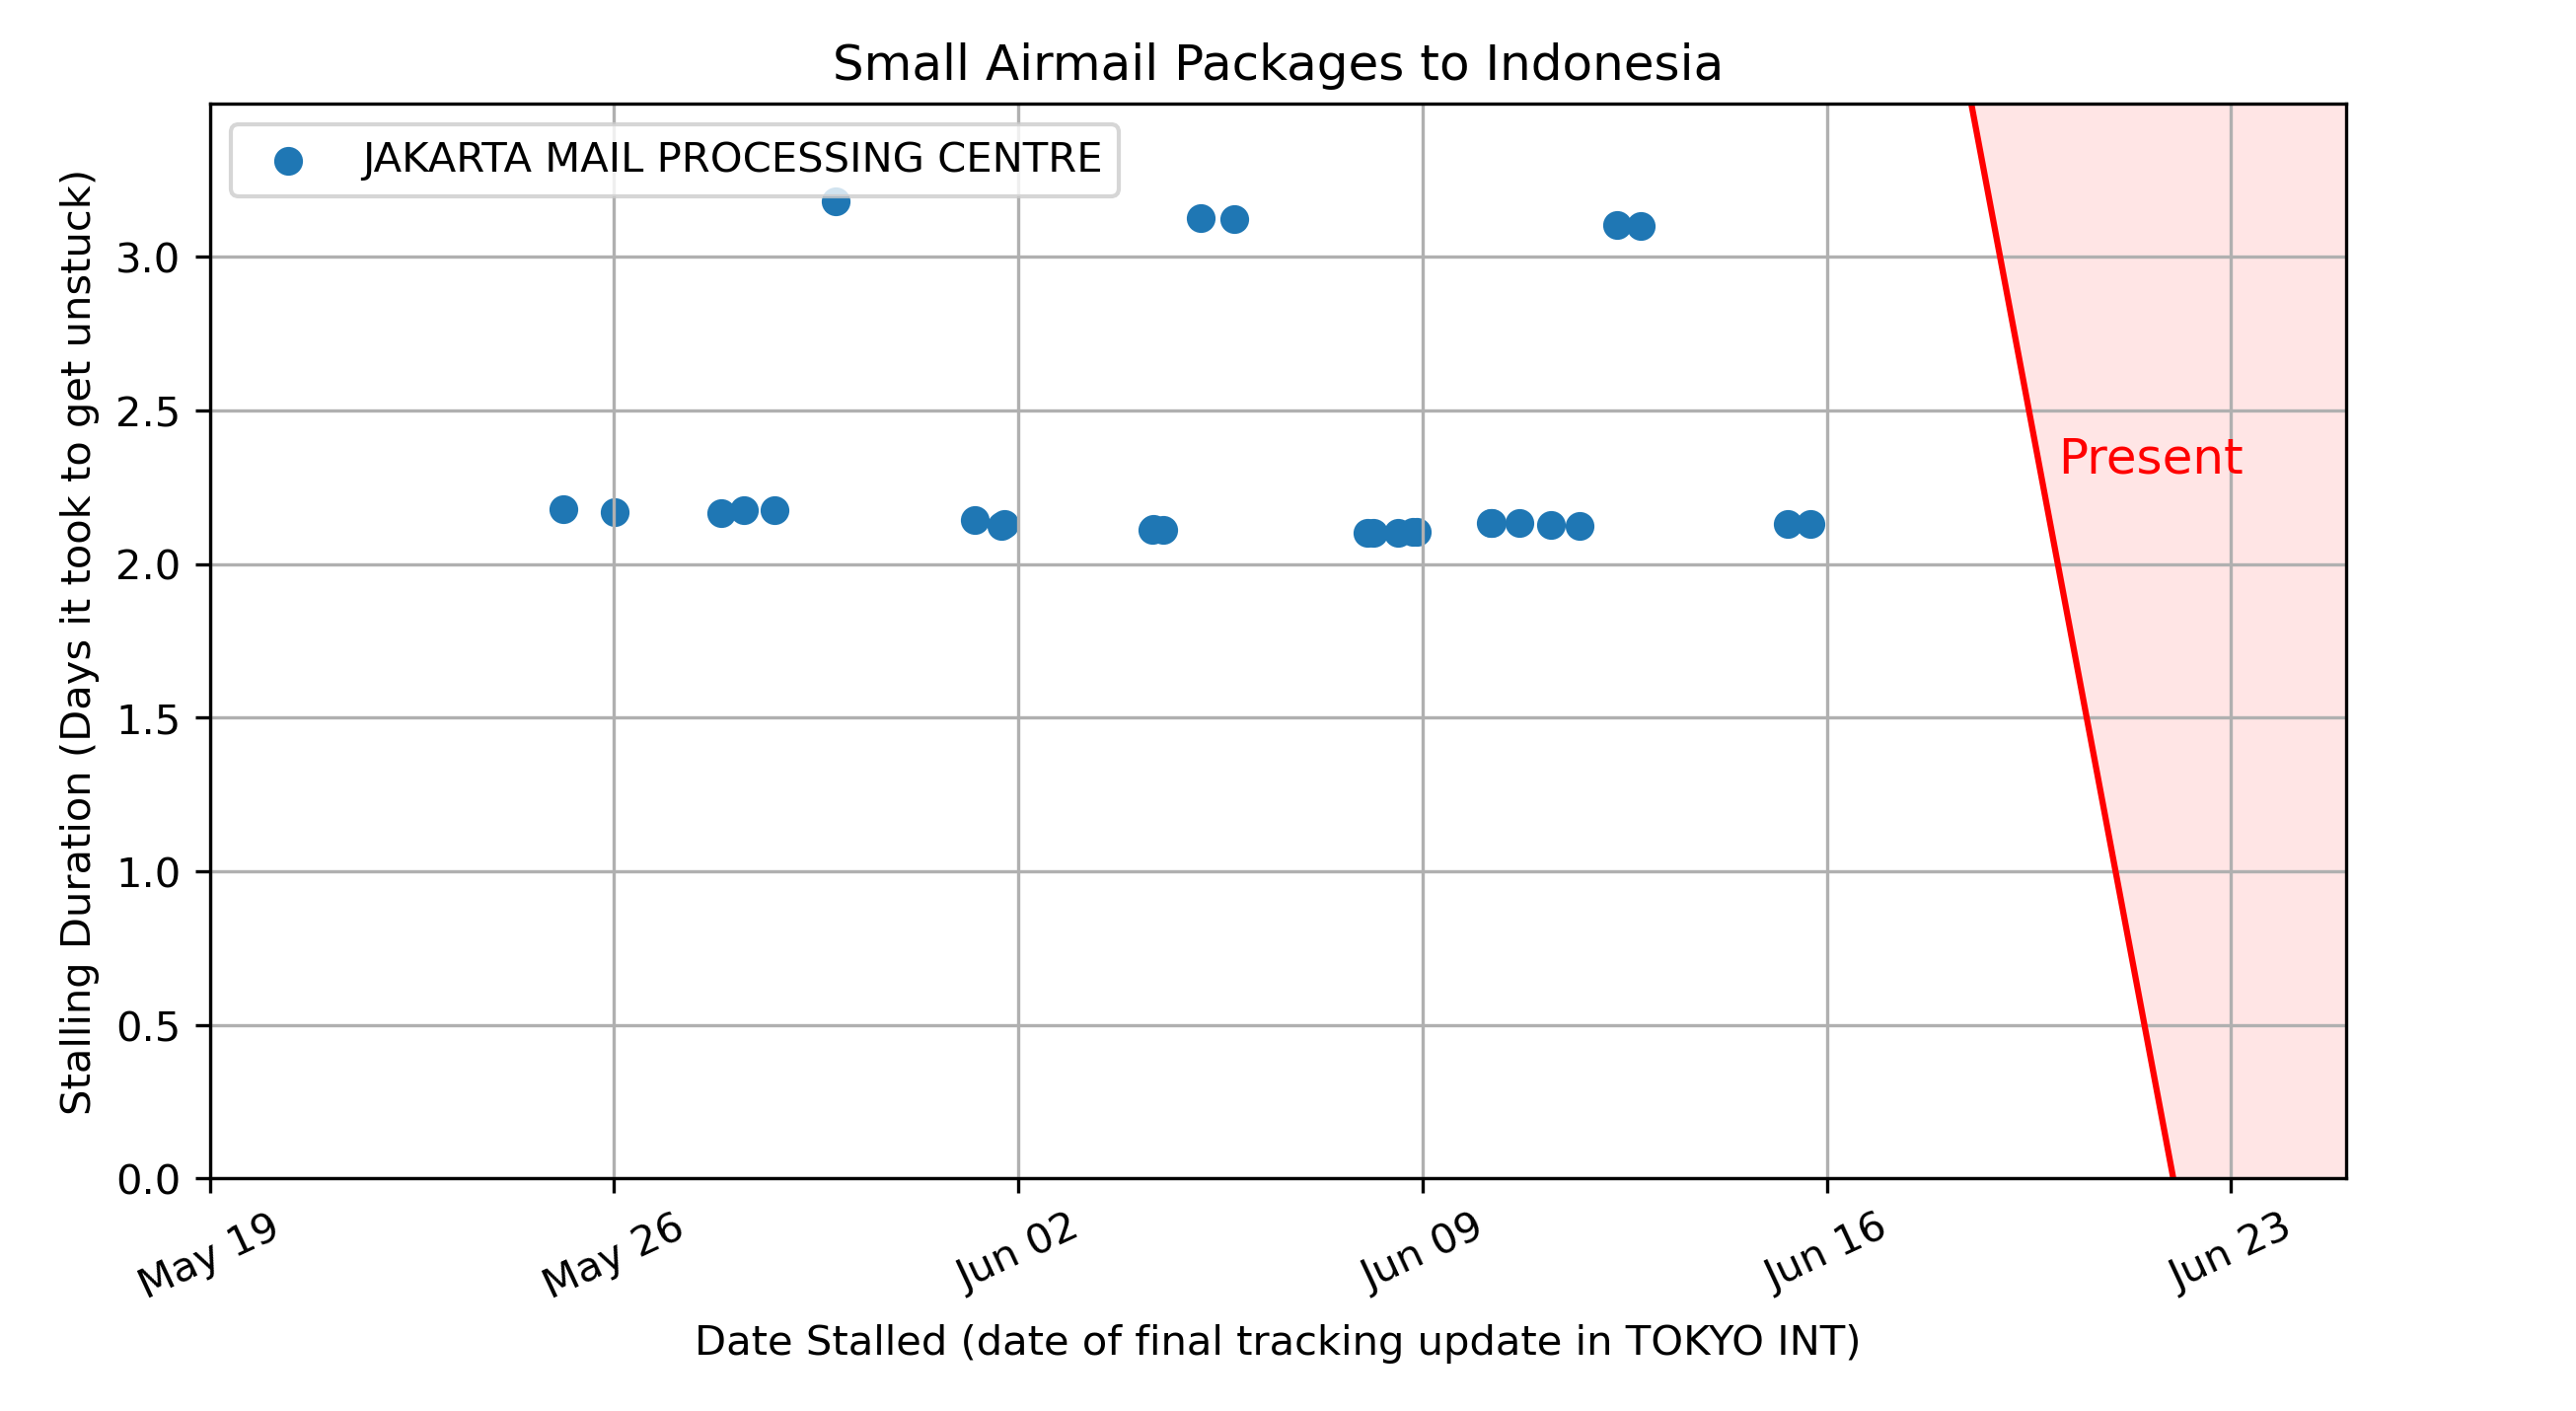 Small Airmail Packages to Indonesia
JAKARTA MAIL PROCESSING CENTRE
Stalling Duration (Days it took to get unstuck)
3.0
2.5
2.0
1.5
1.0
0.5
0.0
Present
May 19
May 26
Jun 02
Jun 09
Jun 16
Jun 23
Date Stalled (date of final tracking update in TOKYO INT)